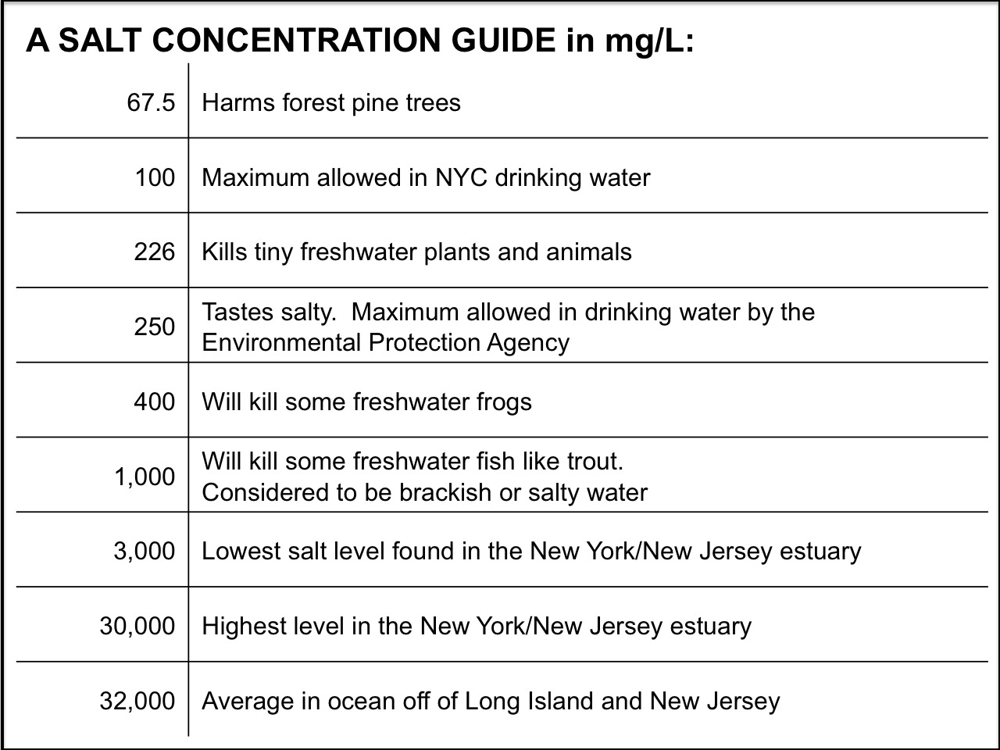 A SALT CONCENTRATION GUIDE in mg/L:
67.5 Harms forest pine trees
100 Maximum allowed in NYC drinking water
226 Kills tiny freshwater plants and animals
250 Tastes salty.  Maximum allowed in drinking water by the
Environmental Protection Agency
400 Will kill some freshwater frogs
1,000 Will kill some freshwater fish like trout.
Considered to be brackish or salty water
3,000 Lowest salt level found in the New York/New Jersey estuary
30,000 Highest level in the New York/New Jersey estuary
32,000 Average in ocean off of Long Island and New Jersey